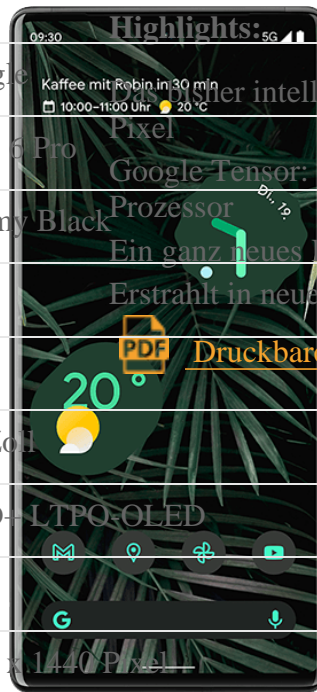 Highlights:
09:30
5G
gle
Kaffee mit Robin in 30 min
bisher intell
10:00–11:00 Uhr 20 °C
Pixel
6 Pro
Google Tensor:
Di., 19.
Prozessor
my Black
Ein ganz neues
Erstrahlt in neue
PDF
Druckbare
20°
Zoll
LTPO-OLED
G
x 1440 Pixel